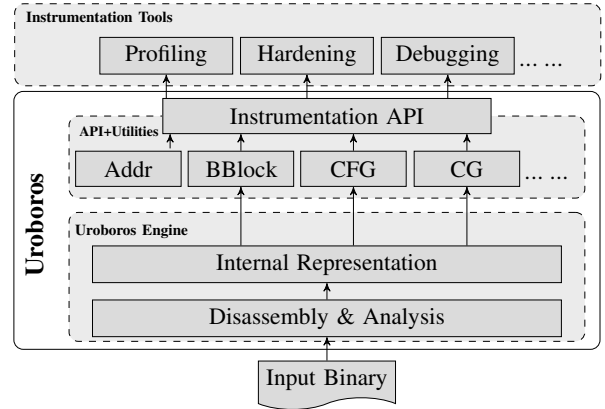 Instrumentation Tools
Profiling Hardening Debugging ... ...
Instrumentation API
API+Utilities
Addr BBlock CFG CG ... ...
Uroboros
Uroboros Engine
Internal Representation
Disassembly & Analysis
Input Binary